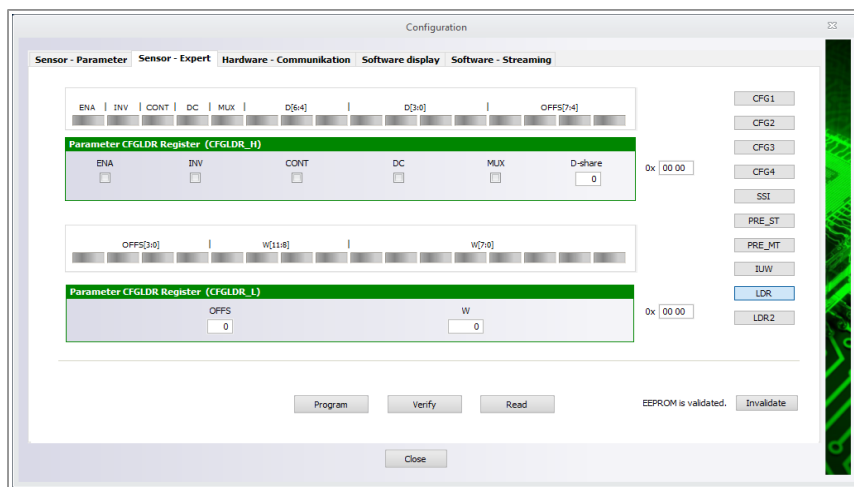 Configuration
Sensor - Parameter Sensor - Expert Hardware - Communikation Software display Software - Streaming
ENA | INV | CONT | DC | MUX | D[6:4] | D[3:0] | OFFS[7:4]
Parameter CFGLDR Register (CFGLDR_H)
ENA INV CONT DC MUX D-share
0
0x 00 00
OFFS[3:0] | W[11:8] | W[7:0]
Parameter CFGLDR Register (CFGLDR_L)
OFFS W
0 0
0x 00 00
CFG1
CFG2
CFG3
CFG4
SSI
PRE_ST
PRE_MT
IUW
LDR
LDR2
Program Verify Read EEPROM is validated. Invalidate
Close